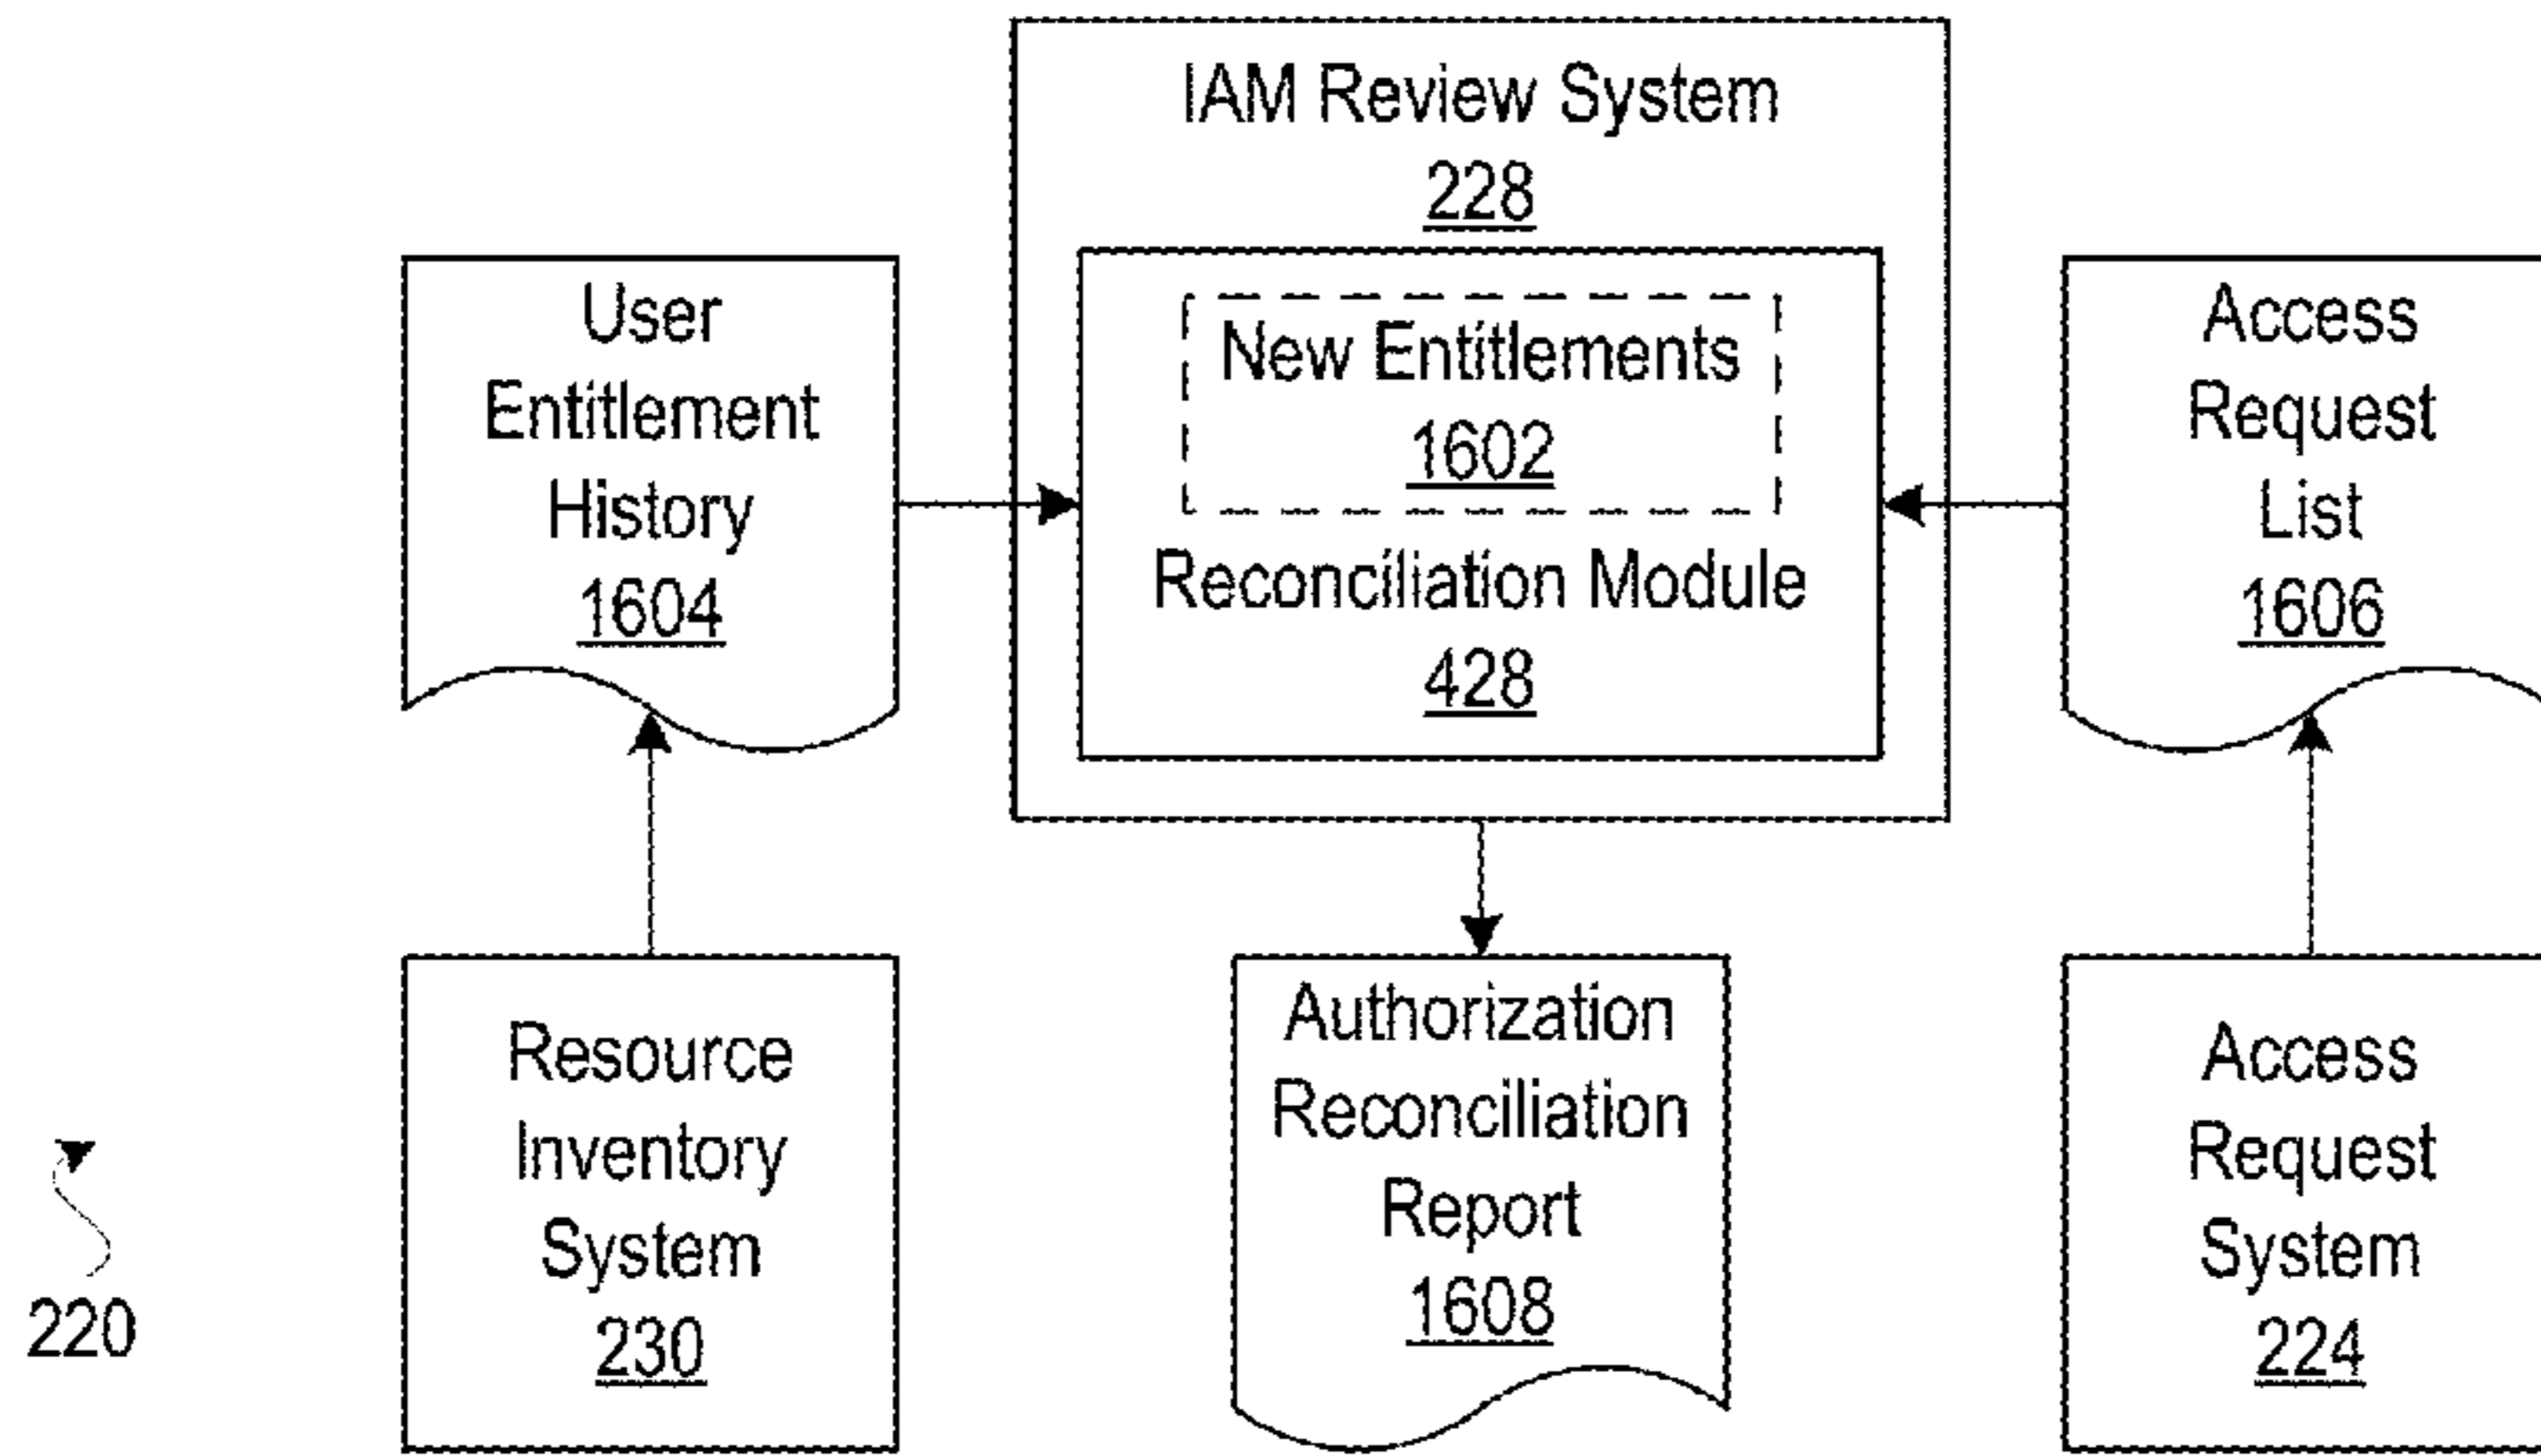 IAM Review System
228
User
Entitlement
History
1604
New Entitlements
1602
Reconciliation Module
428
Access
Request
List
1606
Resource
Inventory
System
230
Authorization
Reconciliation
Report
1608
Access
Request
System
224
220